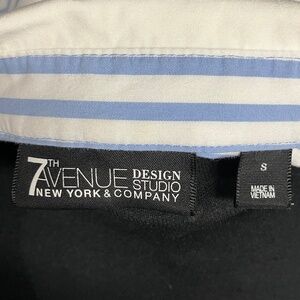 7TH
AVENUE DESIGN STUDIO
NEW YORK & COMPANY
S
MADE IN
VIETNAM